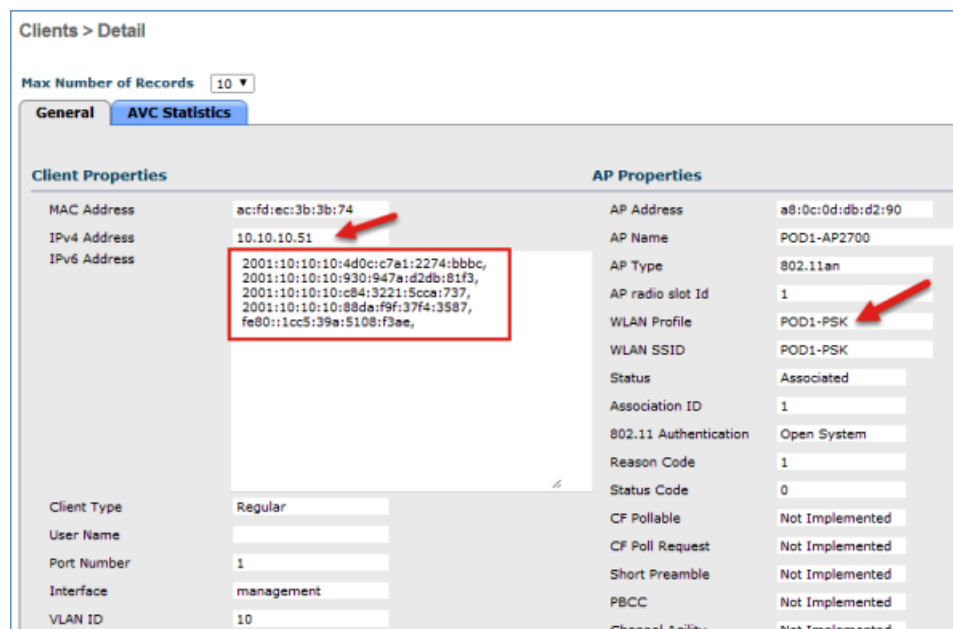 Clients > Detail
Max Number of Records 10
General AVC Statistics
Client Properties
MAC Address ac:fd:ec:3b:3b:74
IPv4 Address 10.10.10.51
IPv6 Address 2001:10:10:10:4d0c:c7a1:2274:bbbc,
2001:10:10:10:930:947a:d2db:81f3,
2001:10:10:10:c84:3221:5cca:737,
2001:10:10:10:88da:f9f:37f4:3587,
fe80::1cc5:39a:5108:f3ae,
Client Type Regular
User Name
Port Number 1
Interface management
VLAN ID 10
AP Properties
AP Address a8:0c:0d:db:d2:90
AP Name POD1-AP2700
AP Type 802.11an
AP radio slot Id 1
WLAN Profile POD1-PSK
WLAN SSID POD1-PSK
Status Associated
Association ID 1
802.11 Authentication Open System
Reason Code 1
Status Code 0
CF Pollable Not Implemented
CF Poll Request Not Implemented
Short Preamble Not Implemented
PBCC Not Implemented
Channel Agility Not Implemented